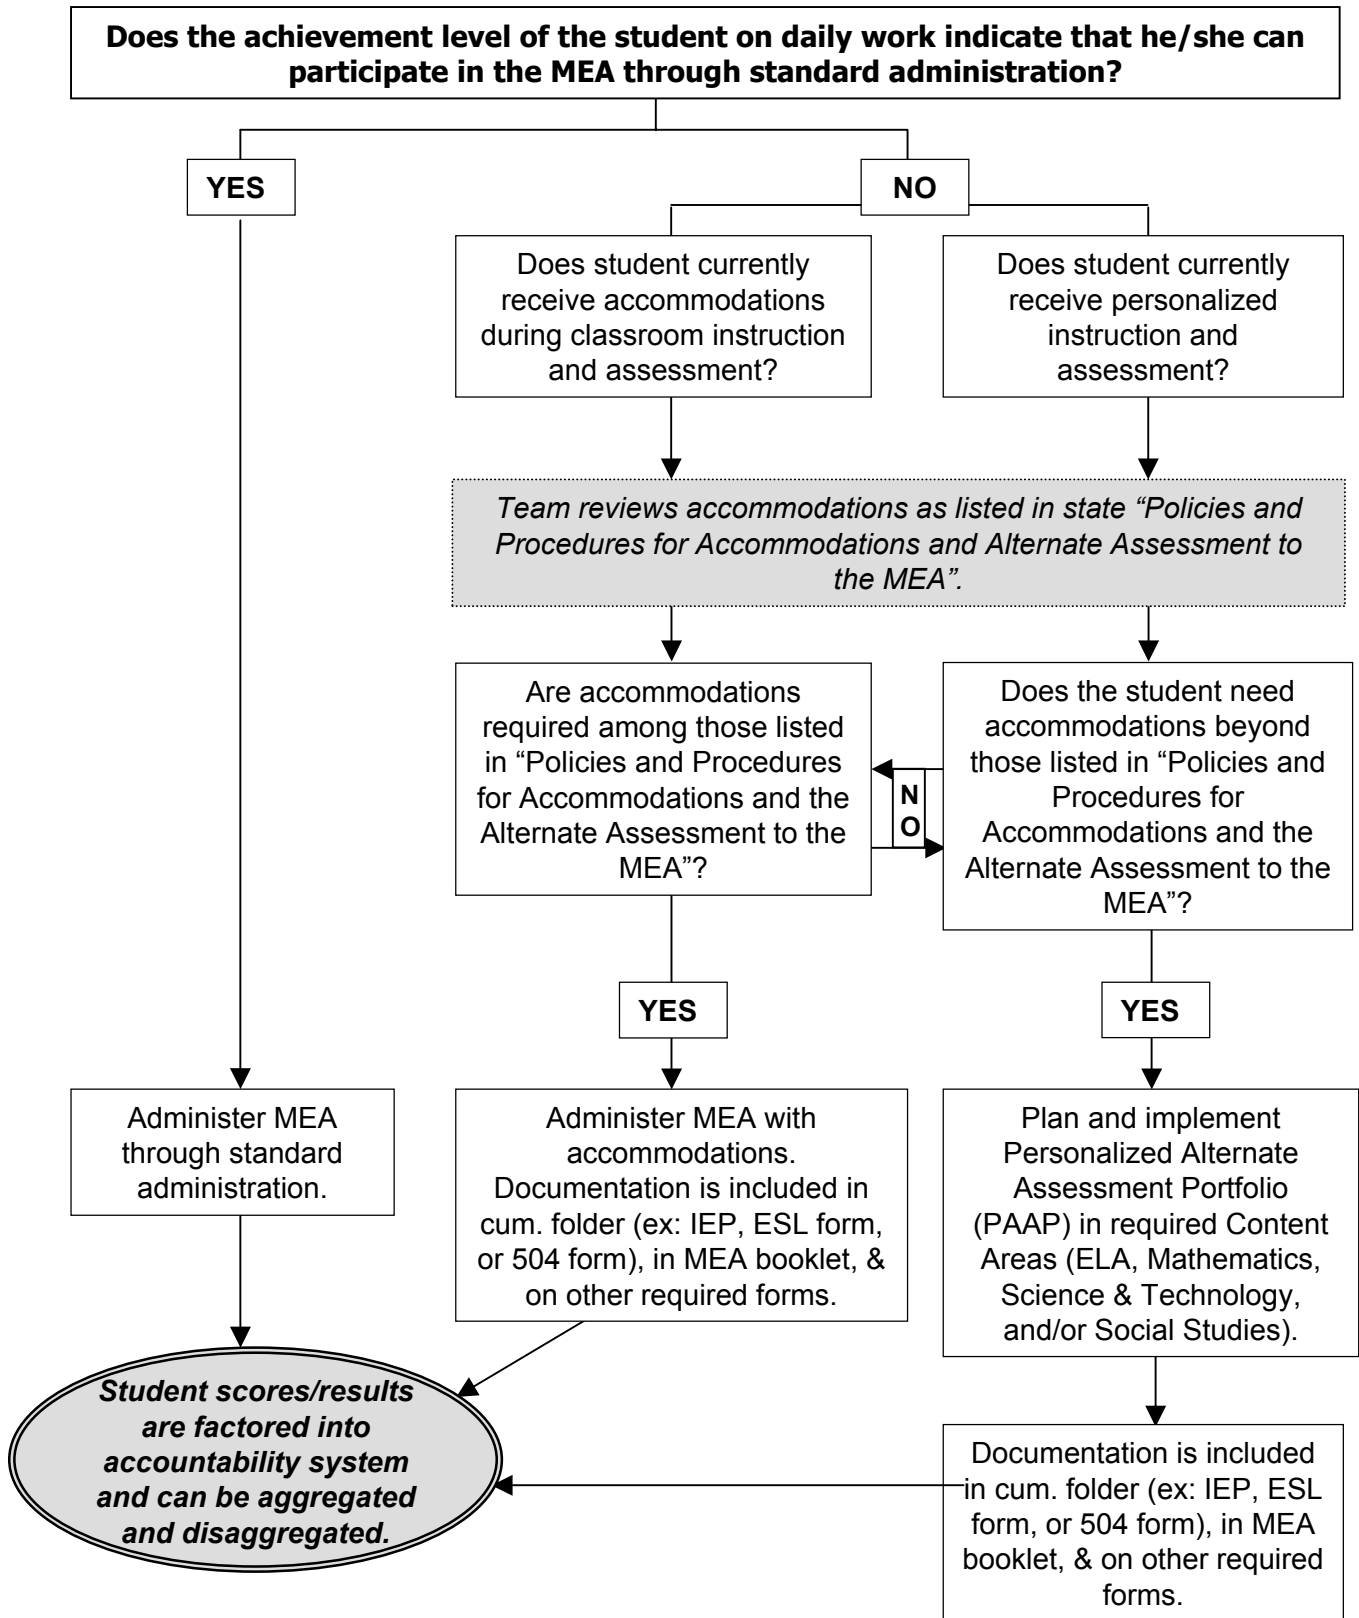 Does the achievement level of the student on daily work indicate that he/she can
participate in the MEA through standard administration?
YES
NO
Does student currently
receive accommodations
during classroom instruction
and assessment?
Does student currently
receive personalized
instruction and
assessment?
Team reviews accommodations as listed in state “Policies and
Procedures for Accommodations and Alternate Assessment to
the MEA”.
Are accommodations
required among those listed
in “Policies and Procedures
for Accommodations and the
Alternate Assessment to the
MEA”?
N
O
Does the student need
accommodations beyond
those listed in “Policies and
Procedures for
Accommodations and the
Alternate Assessment to the
MEA”?
YES
YES
Administer MEA
through standard
administration.
Administer MEA with
accommodations.
Documentation is included in
cum. folder (ex: IEP, ESL form,
or 504 form), in MEA booklet, &
on other required forms.
Plan and implement
Personalized Alternate
Assessment Portfolio
(PAAP) in required Content
Areas (ELA, Mathematics,
Science & Technology,
and/or Social Studies).
Student scores/results
are factored into
accountability system
and can be aggregated
and disaggregated.
Documentation is included
in cum. folder (ex: IEP, ESL
form, or 504 form), in MEA
booklet, & on other required
forms.